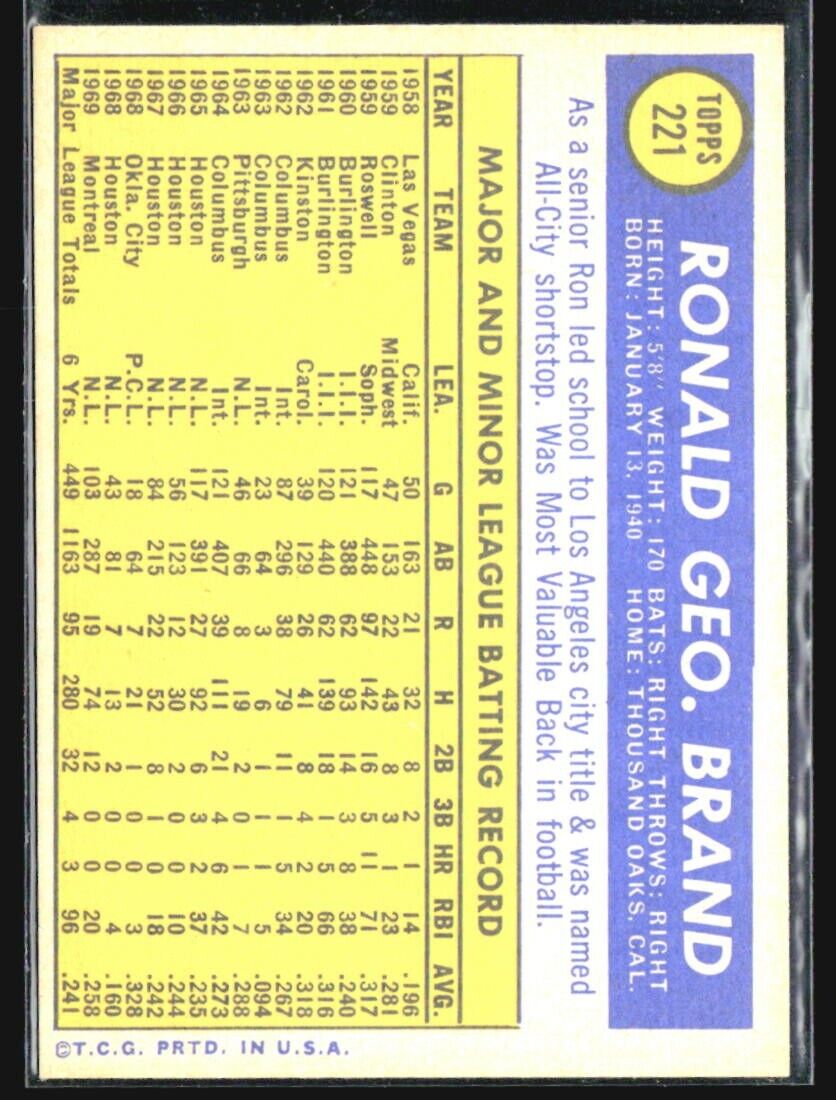 TOPPS
221
RONALD GEO. BRAND
HEIGHT: 5'8" WEIGHT: 170 BATS: RIGHT THROWS: RIGHT
BORN: JANUARY 13, 1940 HOME: THOUSAND OAKS, CAL.
As a senior Ron led school to Los Angeles city title & was named
All-City shortstop. Was Most Valuable Back in football.
MAJOR AND MINOR LEAGUE BATTING RECORD
YEAR TEAM LEA. G AB R H 2B 3B HR RBI AVG.
1958 Las Vegas Calif. 50 163 21 32 8 2 1 14 .196
1959 Clinton Midwest 47 153 22 43 8 3 1 23 .281
1959 Roswell Soph. 117 448 97 142 16 5 11 71 .317
1960 Burlington I.I.I. 121 388 62 93 14 3 8 38 .240
1961 Burlington I.I.I. 120 440 62 139 18 1 5 66 .316
1962 Kinston Carol. 39 129 26 41 8 4 2 20 .318
1962 Columbus Int. 87 296 38 79 11 1 5 34 .267
1963 Columbus Int. 23 64 3 6 1 1 1 5 .094
1963 Pittsburgh N.L. 46 66 8 19 2 0 1 7 .288
1964 Columbus Int. 121 407 39 111 21 4 6 42 .273
1965 Houston N.L. 117 391 27 92 6 3 2 37 .235
1966 Houston N.L. 56 123 12 30 2 0 0 10 .244
1967 Houston N.L. 84 215 22 52 8 1 0 18 .242
1968 Okla. City P.C.L. 18 64 7 21 1 0 0 3 .328
1968 Houston N.L. 43 81 7 13 2 0 0 4 .160
1969 Montreal N.L. 103 287 19 74 12 0 0 20 .258
Major League Totals 6 Yrs. 449 1163 95 280 32 4 3 96 .241
©T.C.G. PRTD. IN U.S.A.